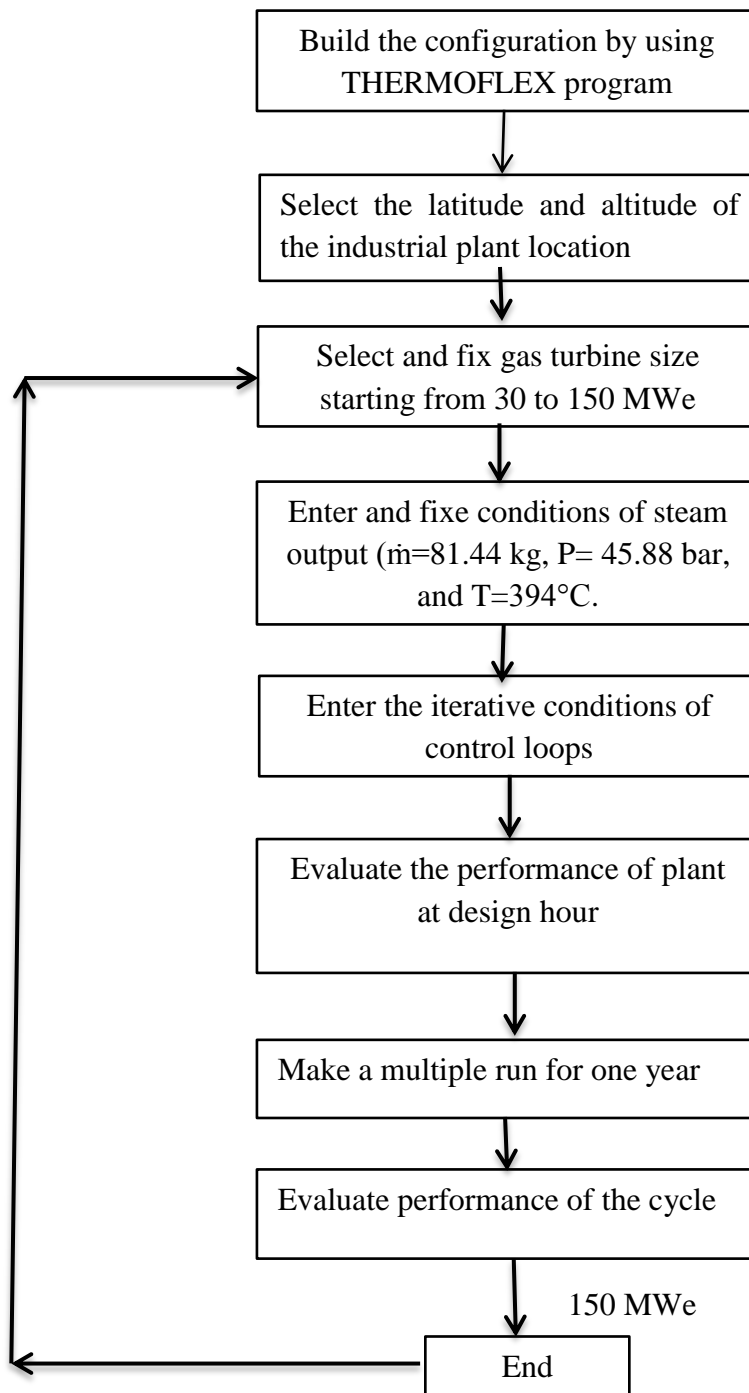 Build the configuration by using
THERMOFLEX program
Select the latitude and altitude of
the industrial plant location
Select and fix gas turbine size
starting from 30 to 150 MWe
Enter and fixe conditions of steam
output (ṁ=81.44 kg, P= 45.88 bar,
and T=394°C.
Enter the iterative conditions of
control loops
Evaluate the performance of plant
at design hour
Make a multiple run for one year
Evaluate performance of the cycle
150 MWe
End